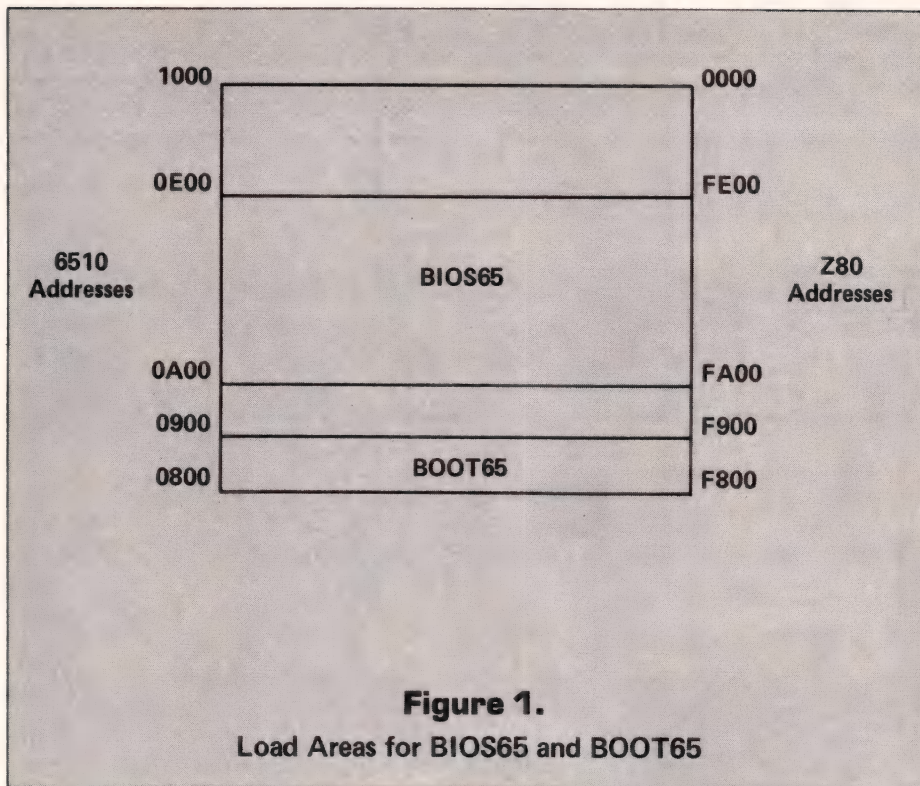 1000 0000
0E00 FE00
6510
Addresses
BIOS65
Z80
Addresses
0A00 FA00
0900 F900
BOOT65
0800 F800
Figure 1.
Load Areas for BIOS65 and BOOT65